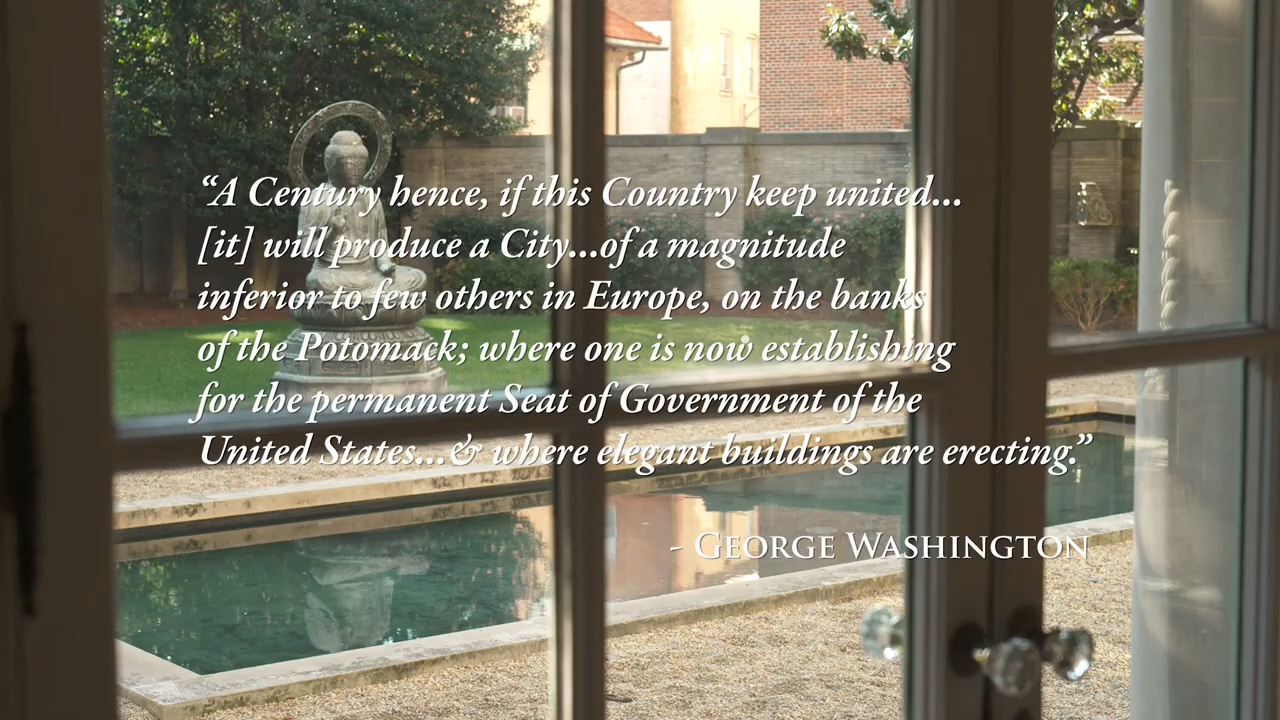 “A Century hence, if this Country keep united...
[it] will produce a City...of a magnitude
inferior to few others in Europe, on the banks
of the Potomack; where one is now establishing
for the permanent Seat of Government of the
United States...& where elegant buildings are erecting.”
- GEORGE WASHINGTON